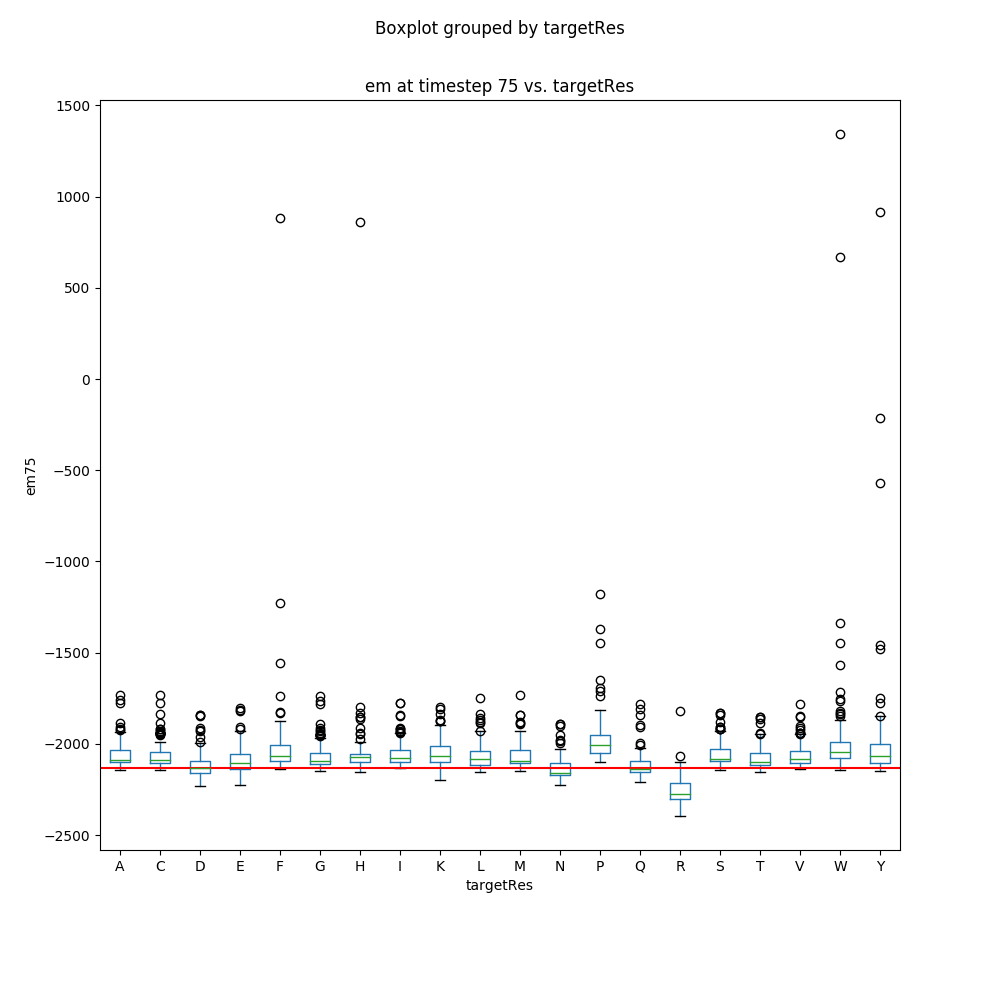 Boxplot grouped by targetRes
em at timestep 75 vs. targetRes
1500
1000
500
0
−500
−1000
−1500
−2000
−2500
em75
A C D E F G H I K L M N P Q R S T V W Y
targetRes